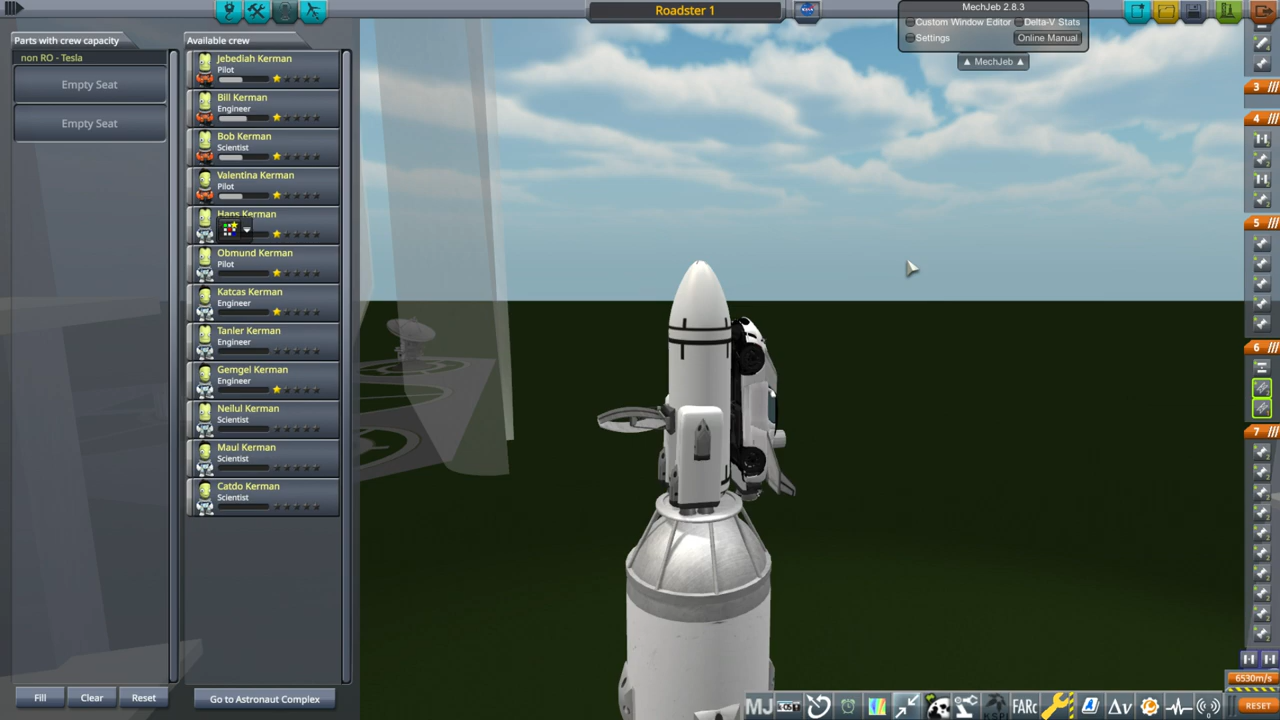 Roadster 1
MechJeb 2.8.3
Custom Window Editor
Delta-V Stats
Settings
Online Manual
▲ MechJeb ▲
Parts with crew capacity
non RO - Tesla
Empty Seat
Empty Seat
Fill
Clear
Reset
Available crew
Jebediah Kerman
Pilot
Bill Kerman
Engineer
Bob Kerman
Scientist
Valentina Kerman
Pilot
Hans Kerman
Obmund Kerman
Pilot
Katcas Kerman
Engineer
Tanler Kerman
Engineer
Gemgel Kerman
Engineer
Neilul Kerman
Scientist
Maul Kerman
Scientist
Catdo Kerman
Scientist
Go to Astronaut Complex
3
4
5
6
7
6530m/s
RESET
MJ
FARc
Δv